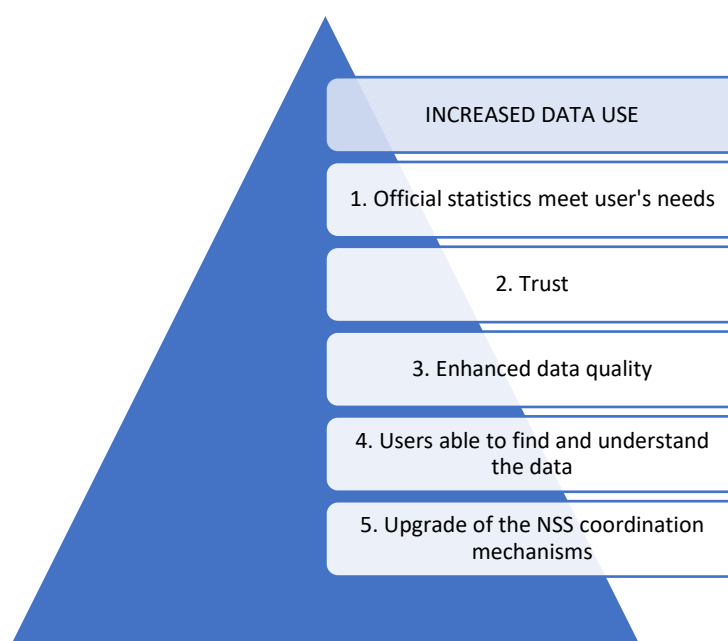 INCREASED DATA USE
1. Official statistics meet user's needs
2. Trust
3. Enhanced data quality
4. Users able to find and understand
the data
5. Upgrade of the NSS coordination
mechanisms